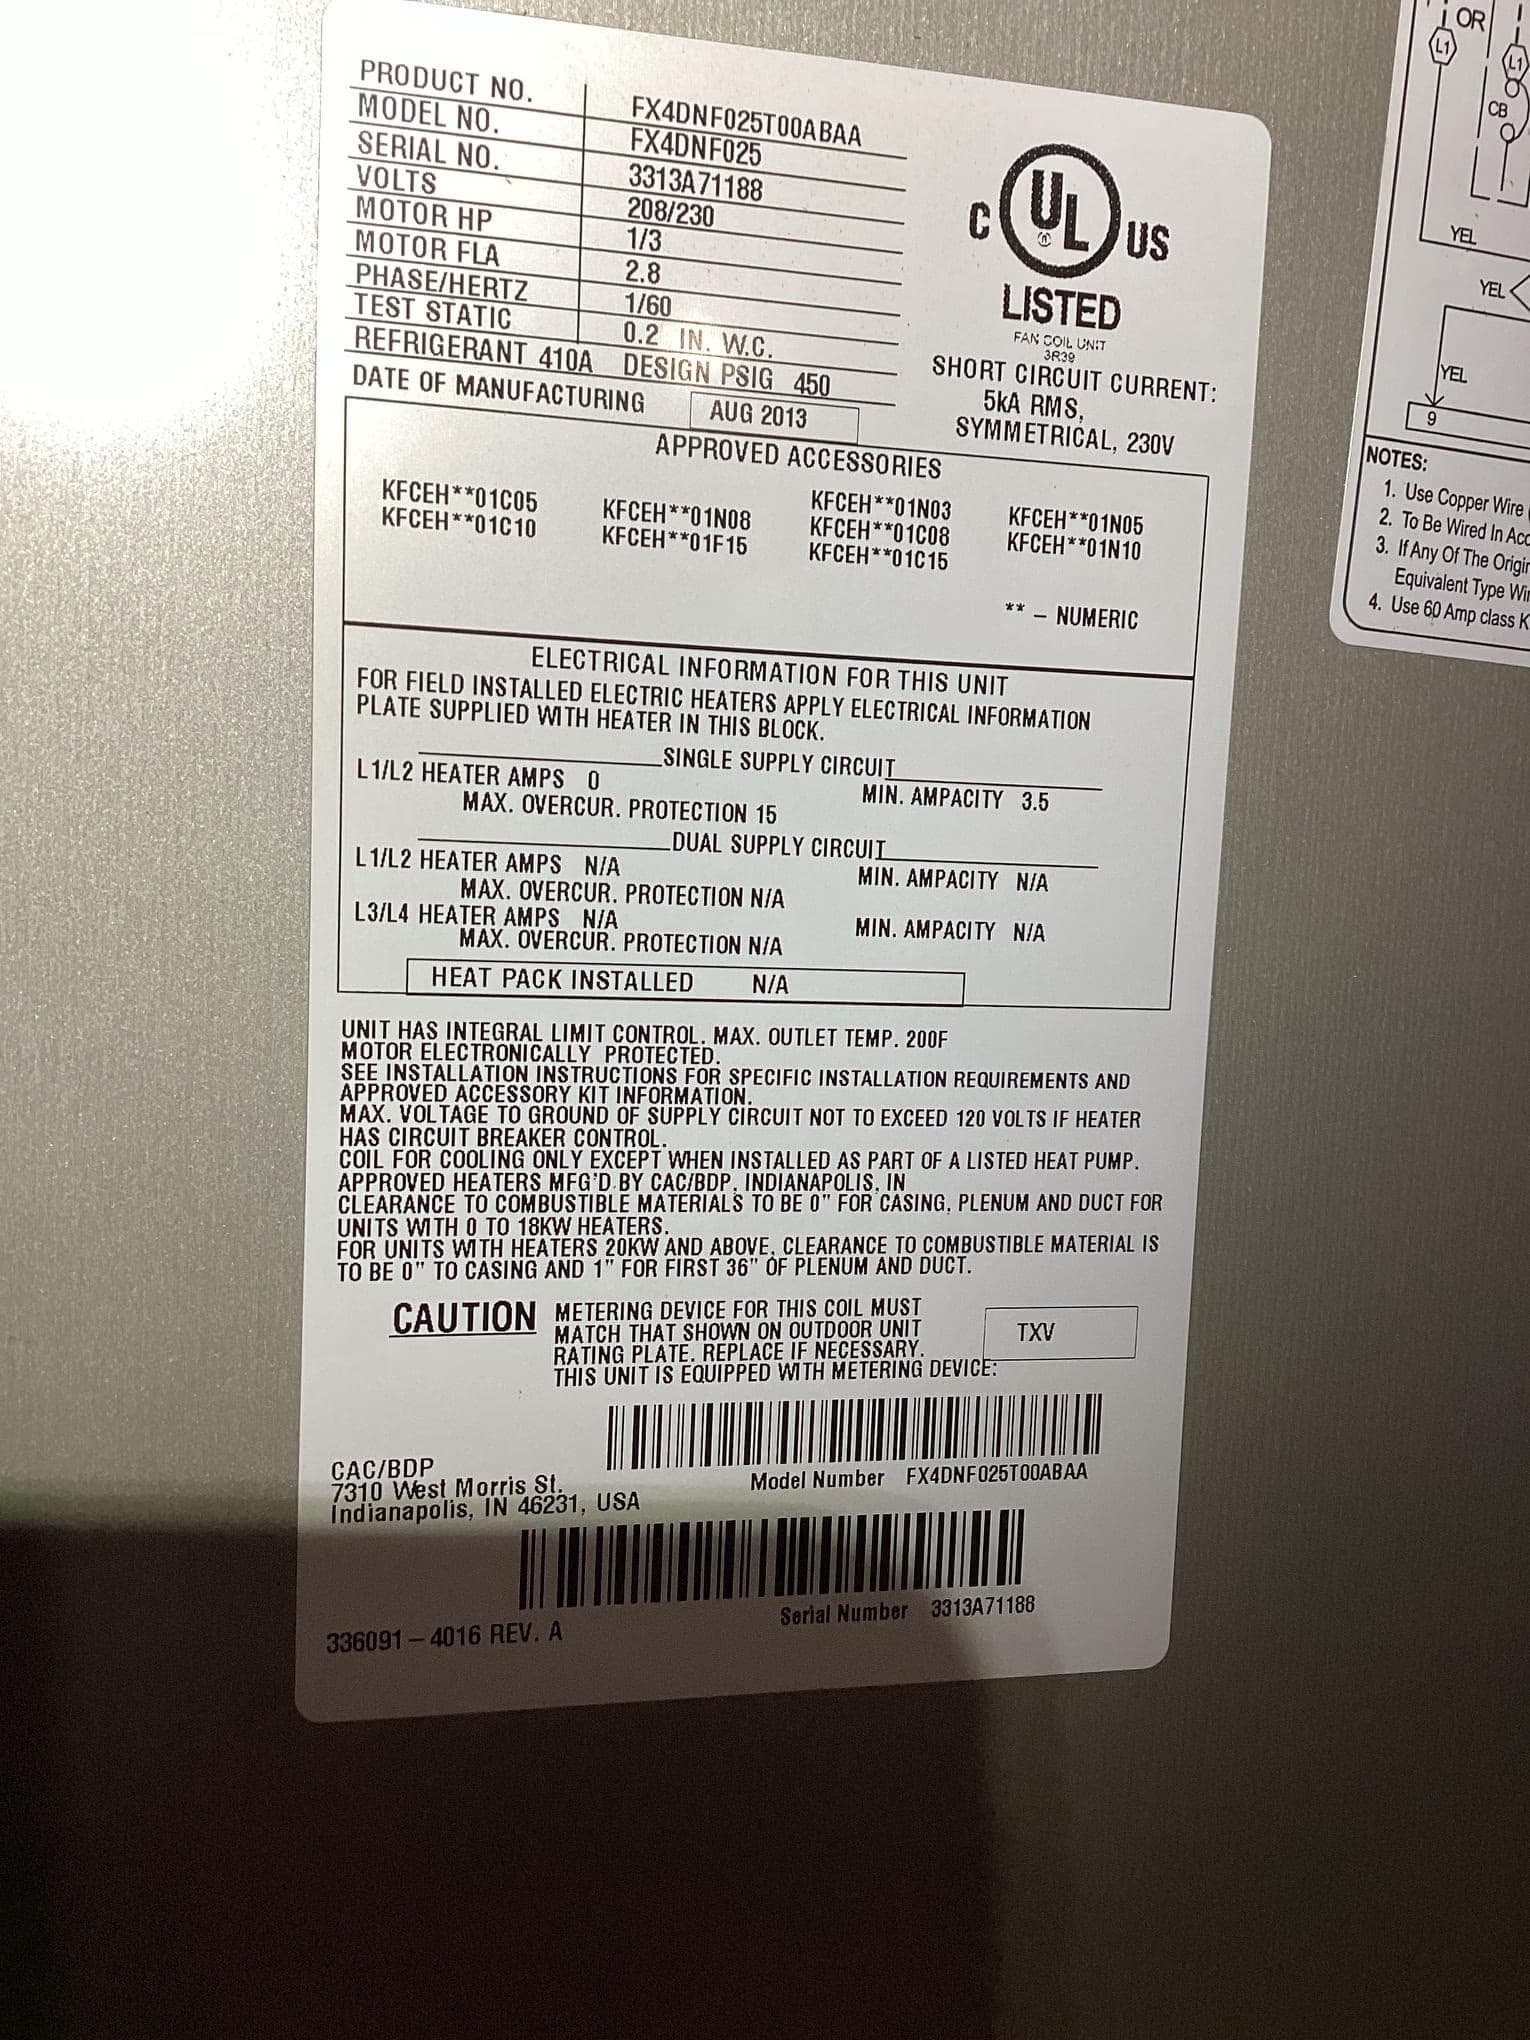 PRODUCT NO. FX4DNF025T00ABAA
MODEL NO. FX4DNF025
SERIAL NO. 3313A71188
VOLTS 208/230
MOTOR HP 1/3
MOTOR FLA 2.8
PHASE/HERTZ 1/60
TEST STATIC 0.2 IN. W.C.
REFRIGERANT 410A DESIGN PSIG 450
DATE OF MANUFACTURING AUG 2013
C UL US
LISTED
FAN COIL UNIT
3R39
SHORT CIRCUIT CURRENT:
5kA RMS,
SYMMETRICAL, 230V
APPROVED ACCESSORIES
KFCEH**01C05 KFCEH**01N08 KFCEH**01N03 KFCEH**01N05
KFCEH**01C10 KFCEH**01F15 KFCEH**01C08 KFCEH**01N10
KFCEH**01C15
** – NUMERIC
ELECTRICAL INFORMATION FOR THIS UNIT
FOR FIELD INSTALLED ELECTRIC HEATERS APPLY ELECTRICAL INFORMATION
PLATE SUPPLIED WITH HEATER IN THIS BLOCK.
SINGLE SUPPLY CIRCUIT
L1/L2 HEATER AMPS 0 MIN. AMPACITY 3.5
MAX. OVERCUR. PROTECTION 15
DUAL SUPPLY CIRCUIT
L1/L2 HEATER AMPS N/A MIN. AMPACITY N/A
MAX. OVERCUR. PROTECTION N/A
L3/L4 HEATER AMPS N/A MIN. AMPACITY N/A
MAX. OVERCUR. PROTECTION N/A
HEAT PACK INSTALLED N/A
UNIT HAS INTEGRAL LIMIT CONTROL. MAX. OUTLET TEMP. 200F
MOTOR ELECTRONICALLY PROTECTED.
SEE INSTALLATION INSTRUCTIONS FOR SPECIFIC INSTALLATION REQUIREMENTS AND
APPROVED ACCESSORY KIT INFORMATION.
MAX. VOLTAGE TO GROUND OF SUPPLY CIRCUIT NOT TO EXCEED 120 VOLTS IF HEATER
HAS CIRCUIT BREAKER CONTROL.
COIL FOR COOLING ONLY EXCEPT WHEN INSTALLED AS PART OF A LISTED HEAT PUMP.
APPROVED HEATERS MFG'D BY CAC/BDP, INDIANAPOLIS, IN
CLEARANCE TO COMBUSTIBLE MATERIALS TO BE 0" FOR CASING, PLENUM AND DUCT FOR
UNITS WITH 0 TO 18KW HEATERS.
FOR UNITS WITH HEATERS 20KW AND ABOVE, CLEARANCE TO COMBUSTIBLE MATERIAL IS
TO BE 0" TO CASING AND 1" FOR FIRST 36" OF PLENUM AND DUCT.
CAUTION METERING DEVICE FOR THIS COIL MUST
MATCH THAT SHOWN ON OUTDOOR UNIT
RATING PLATE. REPLACE IF NECESSARY.
THIS UNIT IS EQUIPPED WITH METERING DEVICE: TXV
Model Number FX4DNF025T00ABAA
CAC/BDP
7310 West Morris St.
Indianapolis, IN 46231, USA
Serial Number 3313A71188
336091–4016 REV. A
OR
L1 L1
CB
YEL
YEL
YEL
9
NOTES:
1. Use Copper Wire
2. To Be Wired In
3. If Any Of The
Equivalent Type
4. Use 60 Amp class K